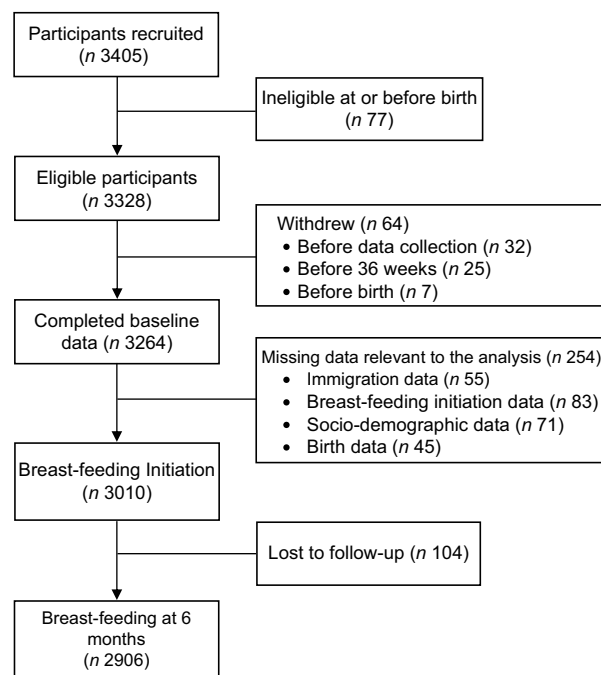 Participants recruited
(n 3405)
Ineligible at or before birth
(n 77)
Eligible participants
(n 3328)
Withdrew (n 64)
• Before data collection (n 32)
• Before 36 weeks (n 25)
• Before birth (n 7)
Completed baseline
data (n 3264)
Missing data relevant to the analysis (n 254)
• Immigration data (n 55)
• Breast-feeding initiation data (n 83)
• Socio-demographic data (n 71)
• Birth data (n 45)
Breast-feeding Initiation
(n 3010)
Lost to follow-up (n 104)
Breast-feeding at 6
months
(n 2906)